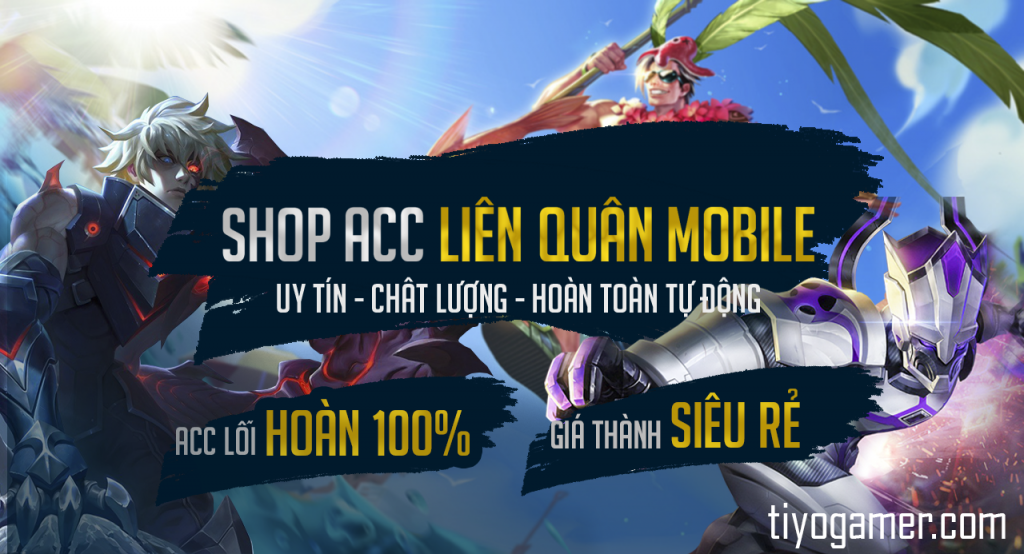 SHOP ACC LIÊN QUÂN MOBILE
UY TÍN - CHÂT LƯỢNG - HOÀN TOÀN TỰ ĐỘNG
ACC LỖI HOÀN 100%
GIÁ THÀNH SIÊU RẺ
tiyogamer.com